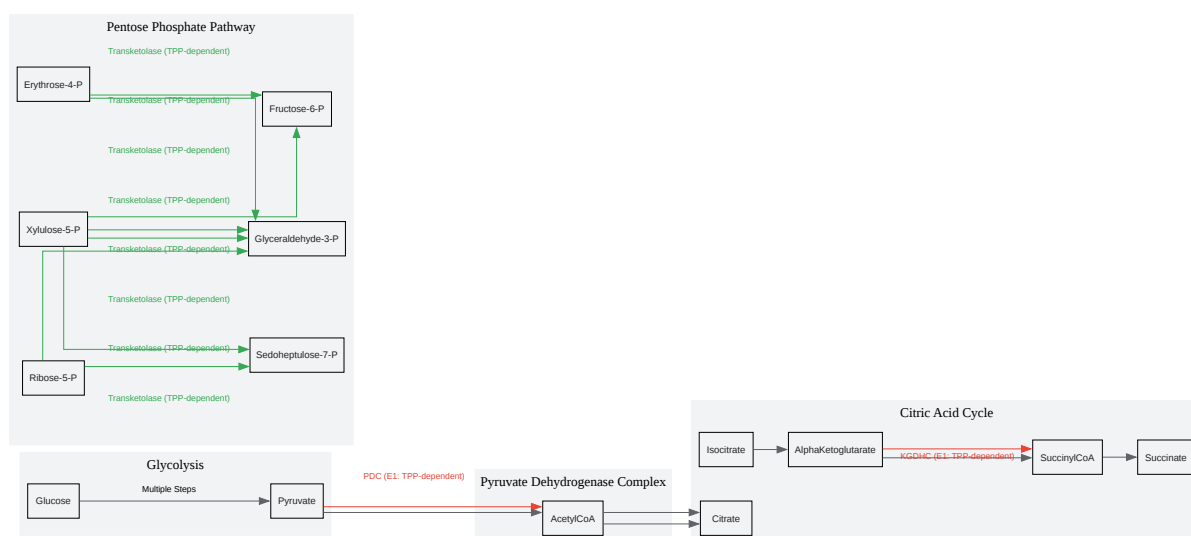 Pentose Phosphate Pathway
Transketolase (TPP-dependent)
Erythrose-4-P
Transketolase (TPP-dependent)
Fructose-6-P
Transketolase (TPP-dependent)
Transketolase (TPP-dependent)
Xylulose-5-P
Glyceraldehyde-3-P
Transketolase (TPP-dependent)
Transketolase (TPP-dependent)
Transketolase (TPP-dependent)
Sedoheptulose-7-P
Ribose-5-P
Transketolase (TPP-dependent)
Citric Acid Cycle
Isocitrate
AlphaKetoglutarate
KGDHC (E1: TPP-dependent)
SuccinylCoA
Succinate
Glycolysis
Glucose
Multiple Steps
Pyruvate
PDC (E1: TPP-dependent)
Pyruvate Dehydrogenase Complex
AcetylCoA
Citrate